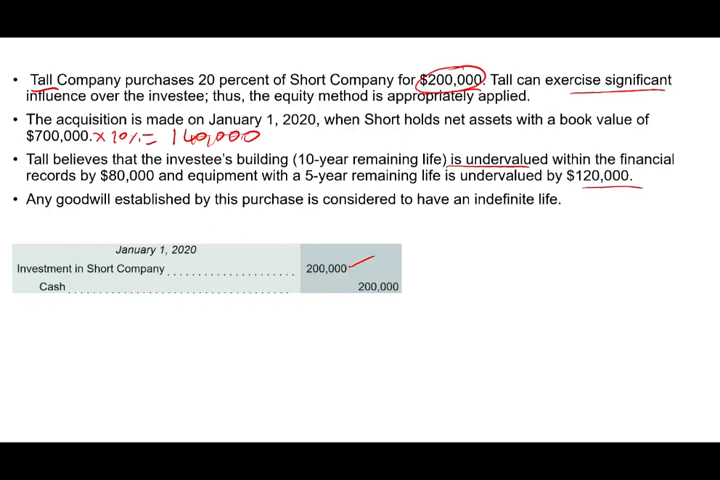 • Tall Company purchases 20 percent of Short Company for $200,000. Tall can exercise significant
influence over the investee; thus, the equity method is appropriately applied.
• The acquisition is made on January 1, 2020, when Short holds net assets with a book value of
$700,000. × 20% = 140,000
• Tall believes that the investee's building (10-year remaining life) is undervalued within the financial
records by $80,000 and equipment with a 5-year remaining life is undervalued by $120,000.
• Any goodwill established by this purchase is considered to have an indefinite life.
January 1, 2020
Investment in Short Company ...................... 200,000
Cash ...................................... 200,000